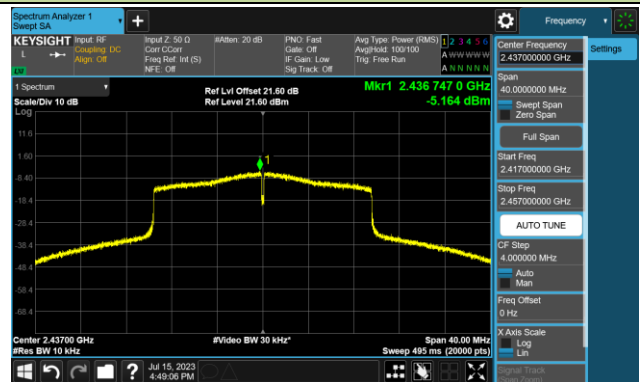 Spectrum Analyzer 1
Swept SA
Frequency
KEYSIGHT
L
Input: RF
Coupling: DC
Align: Off
Input Z: 50 Ω
Corr CCorr
Freq Ref: Int (S)
NFE: Off
#Atten: 20 dB
PNO: Fast
Gate: Off
IF Gain: Low
Sig Track: Off
Avg Type: Power (RMS)
Avg|Hold: 100/100
Trig: Free Run
1 2 3 4 5 6
A W W W W W
A N N N N N
1 Spectrum
Scale/Div 10 dB
Log
Ref Lvl Offset 21.60 dB
Ref Level 21.60 dBm
Mkr1 2.436 747 0 GHz
-5.164 dBm
11.6
1.60
-8.40
-18.4
-28.4
-38.4
-48.4
-58.4
-68.4
1
Center 2.43700 GHz
#Res BW 10 kHz
#Video BW 30 kHz*
Span 40.00 MHz
Sweep 495 ms (20000 pts)
Jul 15, 2023
4:49:06 PM
Center Frequency
2.437000000 GHz
Settings
Span
40.0000000 MHz
Swept Span
Zero Span
Full Span
Start Freq
2.417000000 GHz
Stop Freq
2.457000000 GHz
AUTO TUNE
CF Step
4.000000 MHz
Auto
Man
Freq Offset
0 Hz
X Axis Scale
Log
Lin
Signal Track
(Span Zoom)